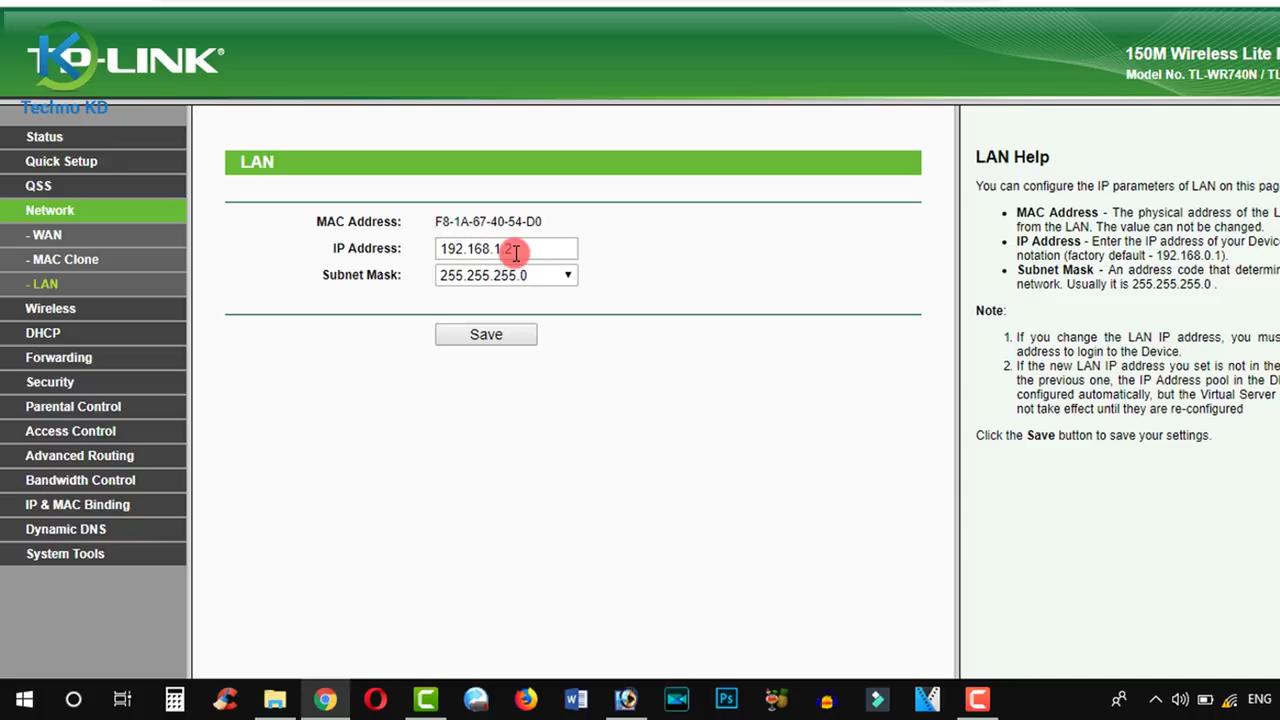 -LINK
Techno KD
150M Wireless Lite
Model No. TL-WR740N /
Status
Quick Setup
QSS
Network
- WAN
- MAC Clone
- LAN
Wireless
DHCP
Forwarding
Security
Parental Control
Access Control
Advanced Routing
Bandwidth Control
IP & MAC Binding
Dynamic DNS
System Tools
LAN
MAC Address: F8-1A-67-40-54-D0
IP Address: 192.168.1.2
Subnet Mask: 255.255.255.0
Save
LAN Help
You can configure the IP parameters of LAN on this
• MAC Address - The physical address of the
from the LAN. The value can not be changed.
• IP Address - Enter the IP address of your
notation (factory default - 192.168.0.1).
• Subnet Mask - An address code that
network. Usually it is 255.255.255.0 .
Note:
1. If you change the LAN IP address, you
address to login to the Device.
2. If the new LAN IP address you set is not in the
the previous one, the IP Address pool in the
configured automatically, but the Virtual Server
not take effect until they are re-configured
Click the Save button to save your settings.
W
Ps
ENG